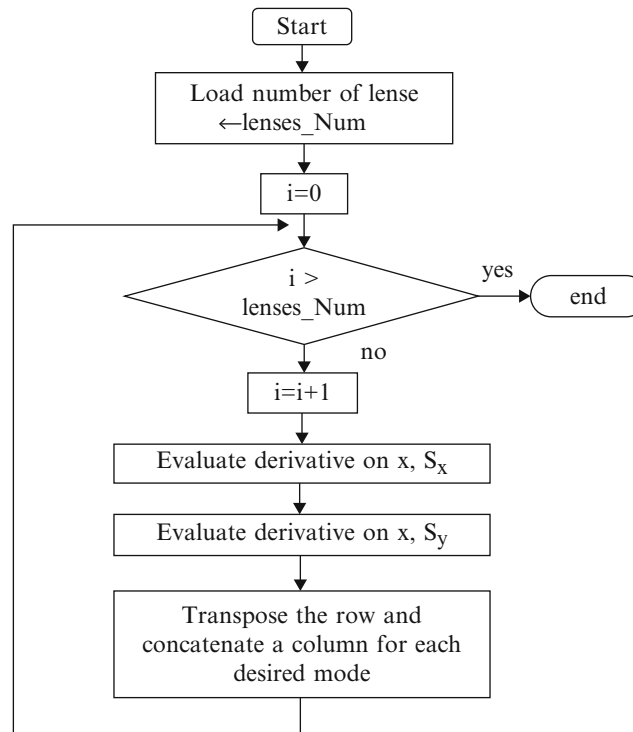 Start
Load number of lense
←lenses_Num
i=0
i >
lenses_Num
yes
end
no
i=i+1
Evaluate derivative on x, Sx
Evaluate derivative on x, Sy
Transpose the row and
concatenate a column for each
desired mode